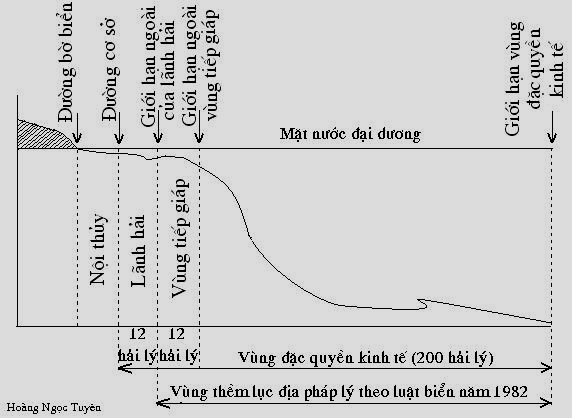 Đường bờ biển
Đường cơ sở
Giới hạn ngoài
của lãnh hải
Giới hạn ngoài
vùng tiếp giáp
Giới hạn vùng
đặc quyền
kinh tế
Mặt nước đại dương
Nội thủy
Lãnh hải
Vùng tiếp giáp
12
hải lý
12
hải lý
Vùng đặc quyền kinh tế (200 hải lý)
Vùng thềm lục địa pháp lý theo luật biển năm 1982
Hoàng Ngọc Tuyên